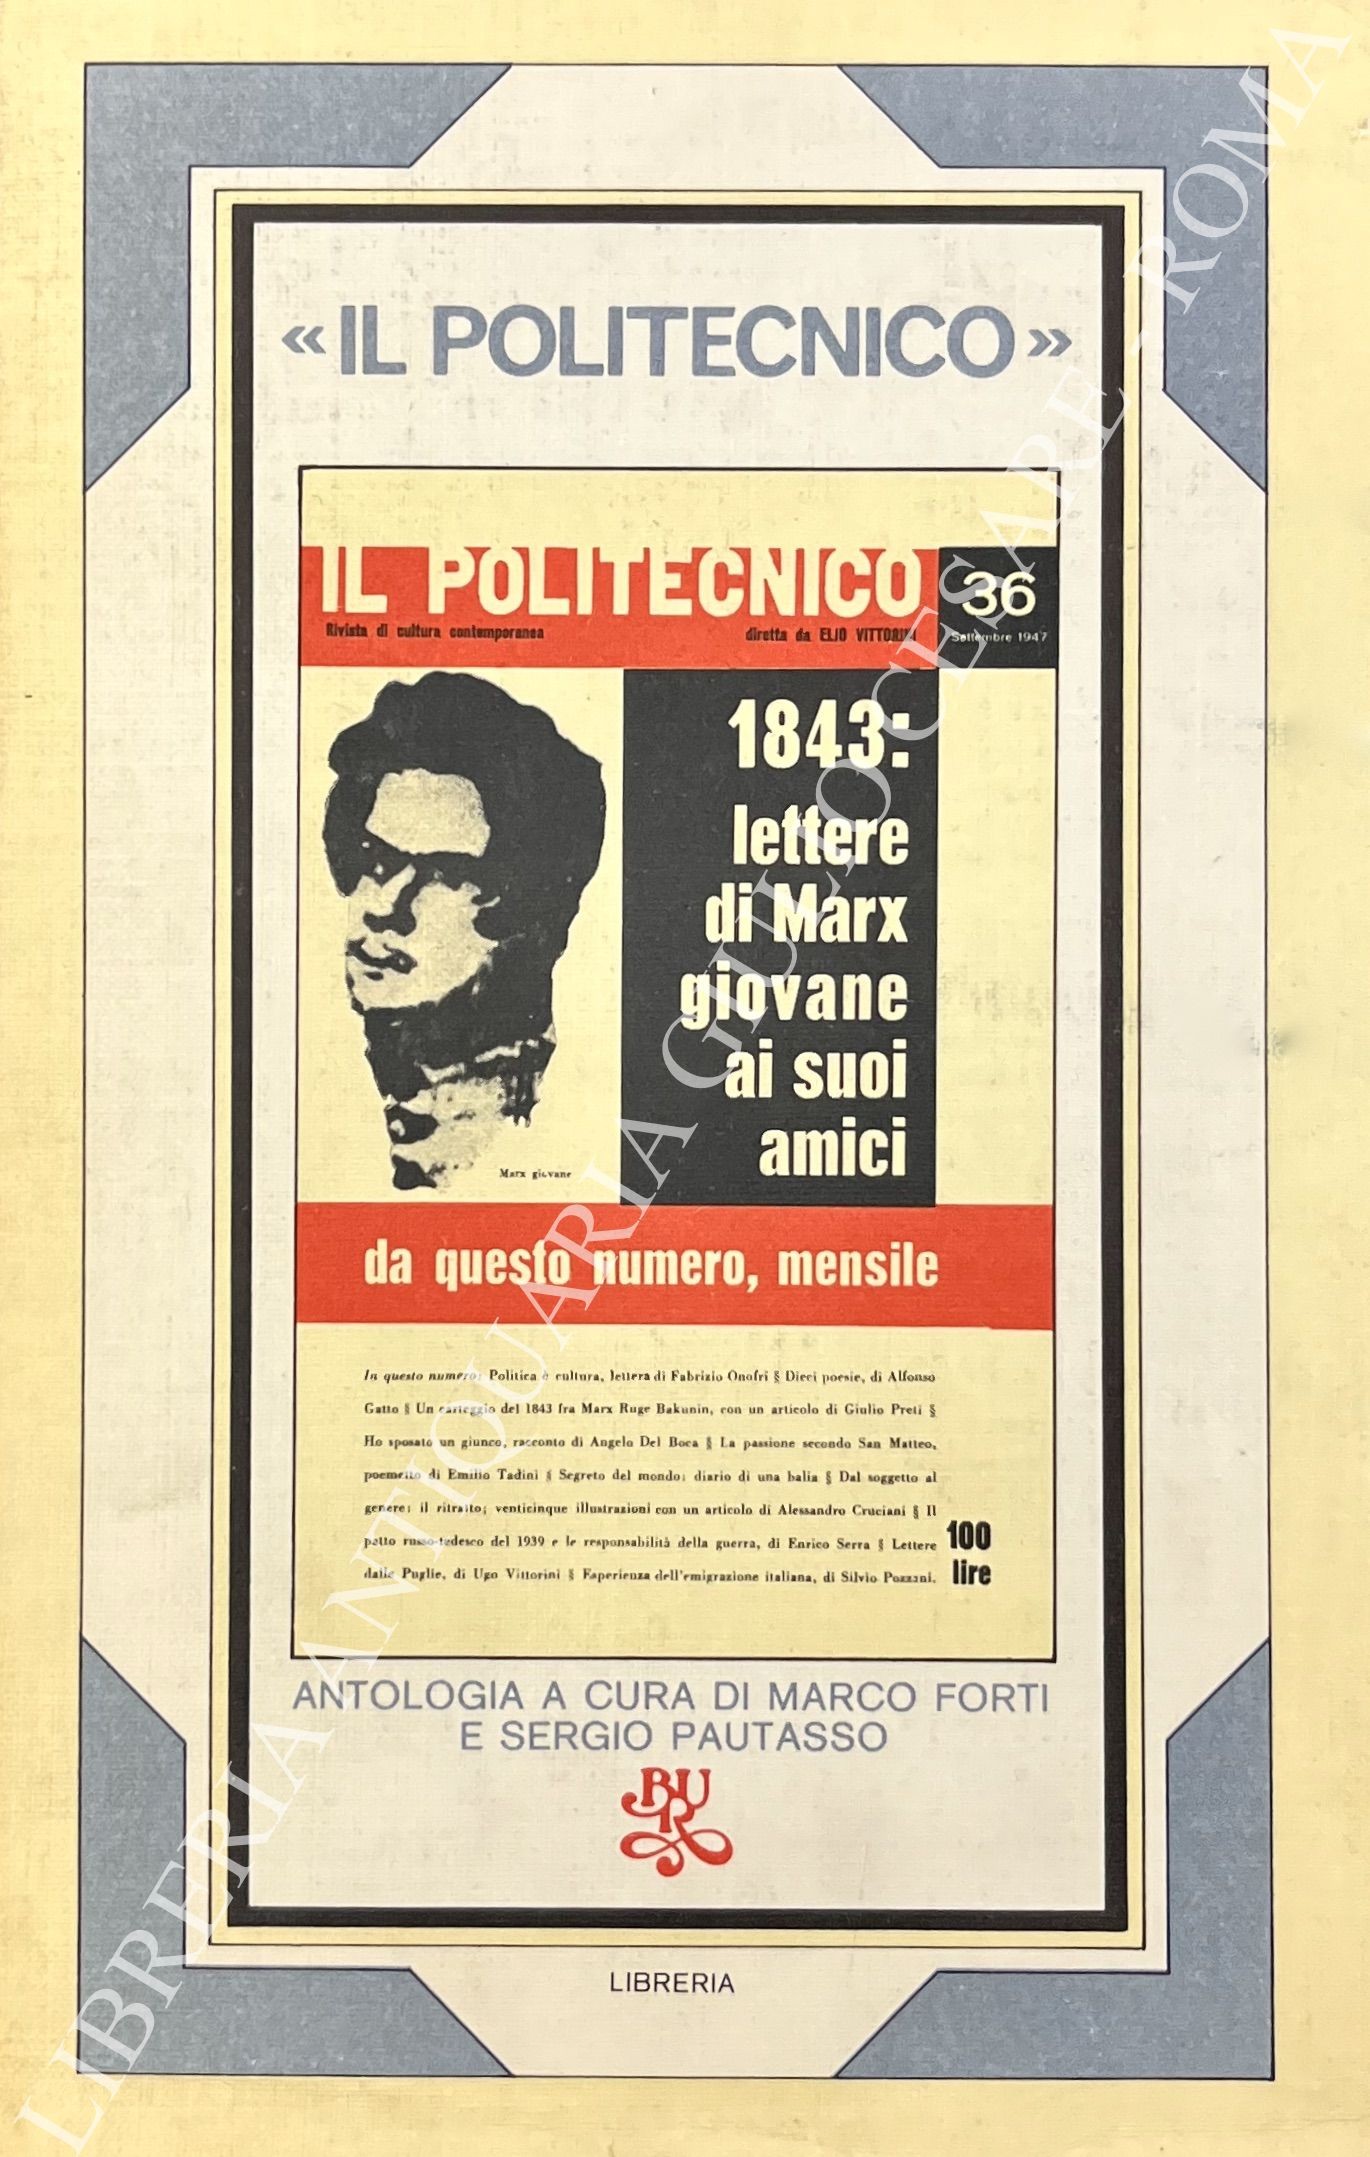 « IL POLITECNICO »
IL POLITECNICO
36
Rivista di cultura contemporanea
diretta da ELIO VITTORINI
Settembre 1947
1843:
lettere
di Marx
giovane
ai suoi
amici
Marx giovane
da questo numero, mensile
In questo numero: Politica è cultura, lettera di Fabrizio Onofri § Dieci poesie, di Alfonso
Gatto § Un carteggio del 1843 fra Marx Ruge Bakunin, con un articolo di Giulio Preti §
Ho sposato un giunco, racconto di Angelo Del Boca § La passione secondo San Matteo,
poemetto di Emilio Tadini § Segreto del mondo: diario di una balia § Dal soggetto al
genere: il ritratto; venticinque illustrazioni con un articolo di Alessandro Cruciani § Il
patto russo-tedesco del 1939 e le responsabilità della guerra, di Enrico Serra § Lettere
dalle Puglie, di Ugo Vittorini § Esperienza dell'emigrazione italiana, di Silvio Pozzani.
100
lire
ANTOLOGIA A CURA DI MARCO FORTI
E SERGIO PAUTASSO
BUR
LIBRERIA
LIBRERIA ANTIQUARIA GIULIOCESARE - ROMA